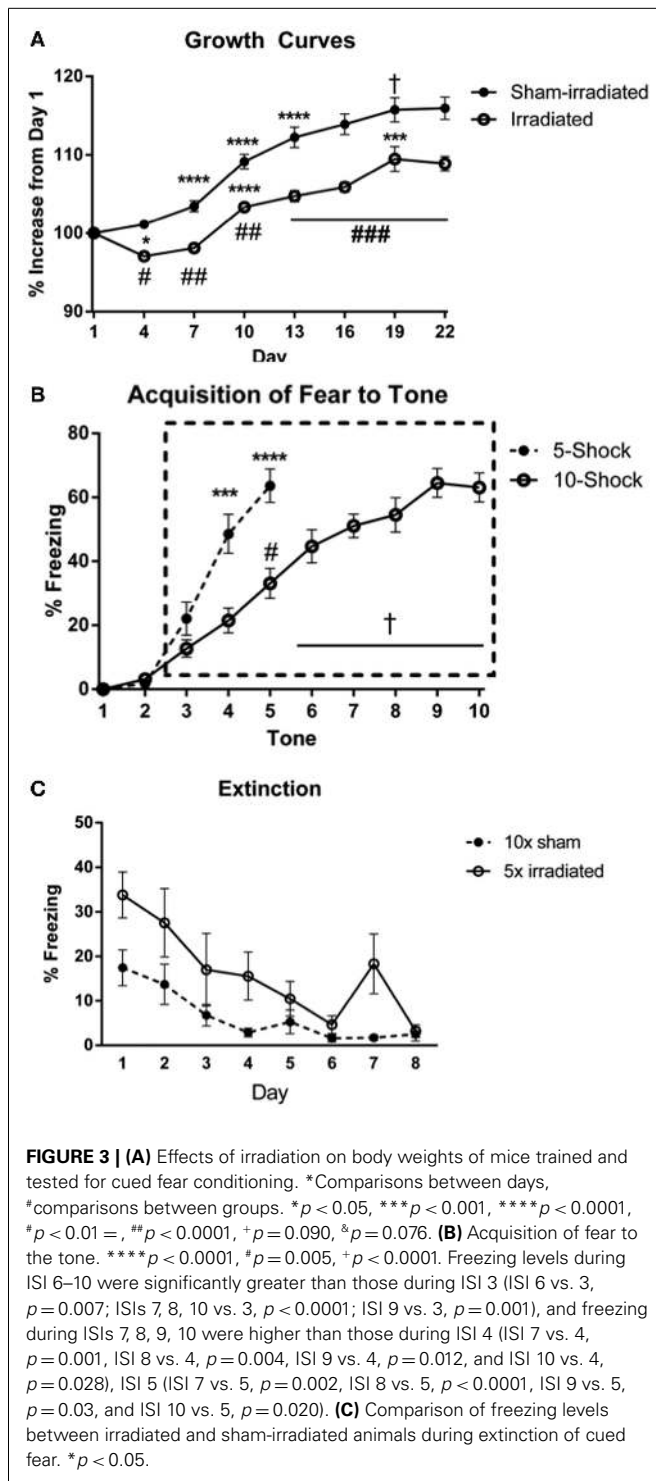 A
Growth Curves
120
110
100
90
% Increase from Day 1
†
****
****
****
***
****
*
#
##
##
###
Sham-irradiated
Irradiated
1 4 7 10 13 16 19 22
Day
B
Acquisition of Fear to Tone
80
60
40
20
0
% Freezing
****
***
#
†
5-Shock
10-Shock
1 2 3 4 5 6 7 8 9 10
Tone
C
Extinction
50
40
30
20
10
0
% Freezing
10x sham
5x irradiated
1 2 3 4 5 6 7 8
Day
FIGURE 3 | (A) Effects of irradiation on body weights of mice trained and
tested for cued fear conditioning. *Comparisons between days,
#comparisons between groups. *p < 0.05, ***p < 0.001, ****p < 0.0001,
#p < 0.01 =, ##p < 0.0001, +p = 0.090, &p = 0.076. (B) Acquisition of fear to
the tone. ****p < 0.0001, #p = 0.005, +p < 0.0001. Freezing levels during
ISI 6–10 were significantly greater than those during ISI 3 (ISI 6 vs. 3,
p = 0.007; ISIs 7, 8, 10 vs. 3, p < 0.0001; ISI 9 vs. 3, p = 0.001), and freezing
during ISIs 7, 8, 9, 10 were higher than those during ISI 4 (ISI 7 vs. 4,
p = 0.001, ISI 8 vs. 4, p = 0.004, ISI 9 vs. 4, p = 0.012, and ISI 10 vs. 4,
p = 0.028), ISI 5 (ISI 7 vs. 5, p = 0.002, ISI 8 vs. 5, p < 0.0001, ISI 9 vs. 5,
p = 0.03, and ISI 10 vs. 5, p = 0.020). (C) Comparison of freezing levels
between irradiated and sham-irradiated animals during extinction of cued
fear. *p < 0.05.